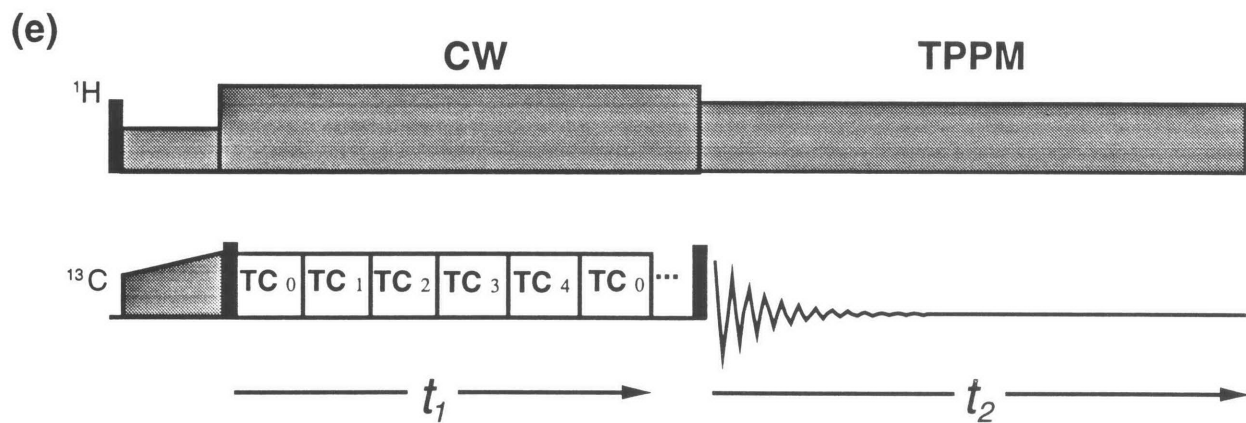 (e)
CW TPPM
¹H
¹³C TC ₀ TC ₁ TC ₂ TC ₃ TC ₄ TC ₀ ...
t₁ t₂